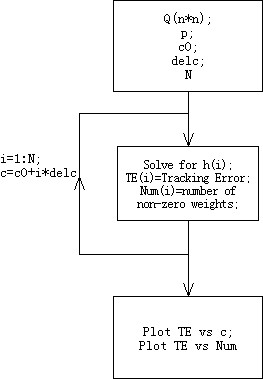 Q(n*n);
p;
c0;
delc;
N
i=1:N;
c=c0+i*delc
Solve for h(i);
TE(i)=Tracking Error;
Num(i)=number of
non-zero weights;
Plot TE vs c;
Plot TE vs Num